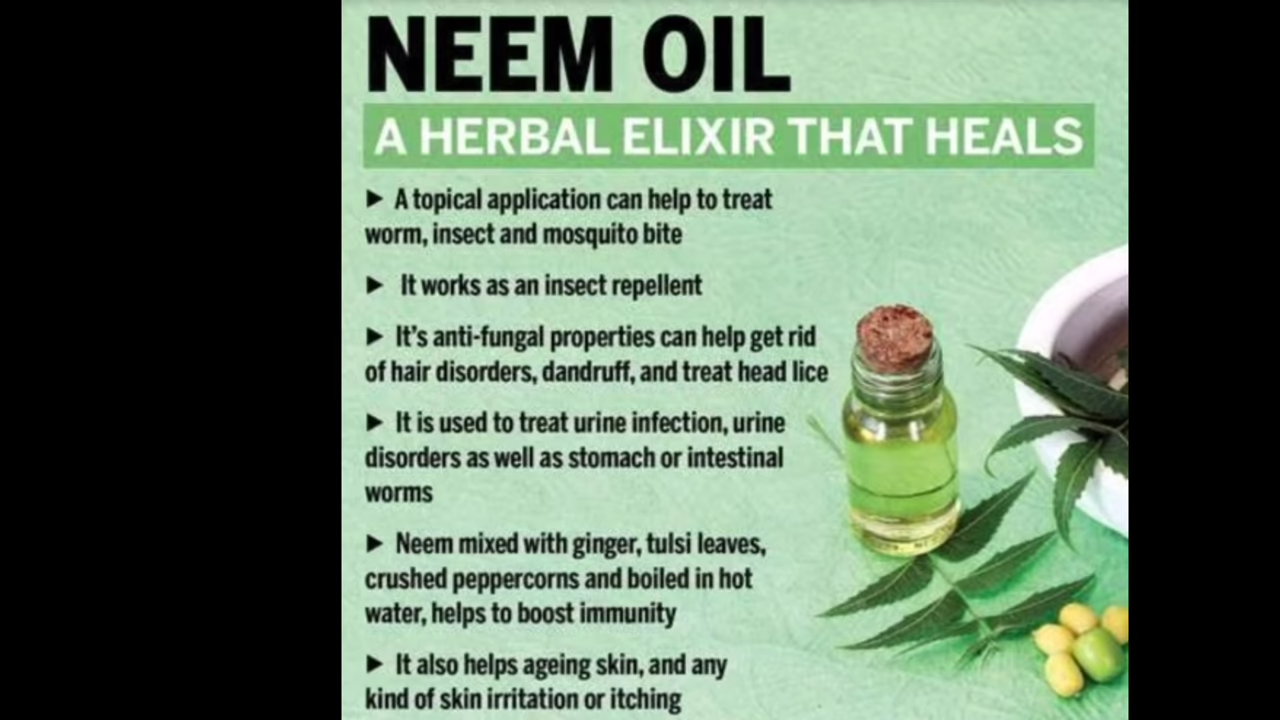 NEEM OIL
A HERBAL ELIXIR THAT HEALS
► A topical application can help to treat
worm, insect and mosquito bite
► It works as an insect repellent
► It's anti-fungal properties can help get rid
of hair disorders, dandruff, and treat head lice
► It is used to treat urine infection, urine
disorders as well as stomach or intestinal
worms
► Neem mixed with ginger, tulsi leaves,
crushed peppercorns and boiled in hot
water, helps to boost immunity
► It also helps ageing skin, and any
kind of skin irritation or itching